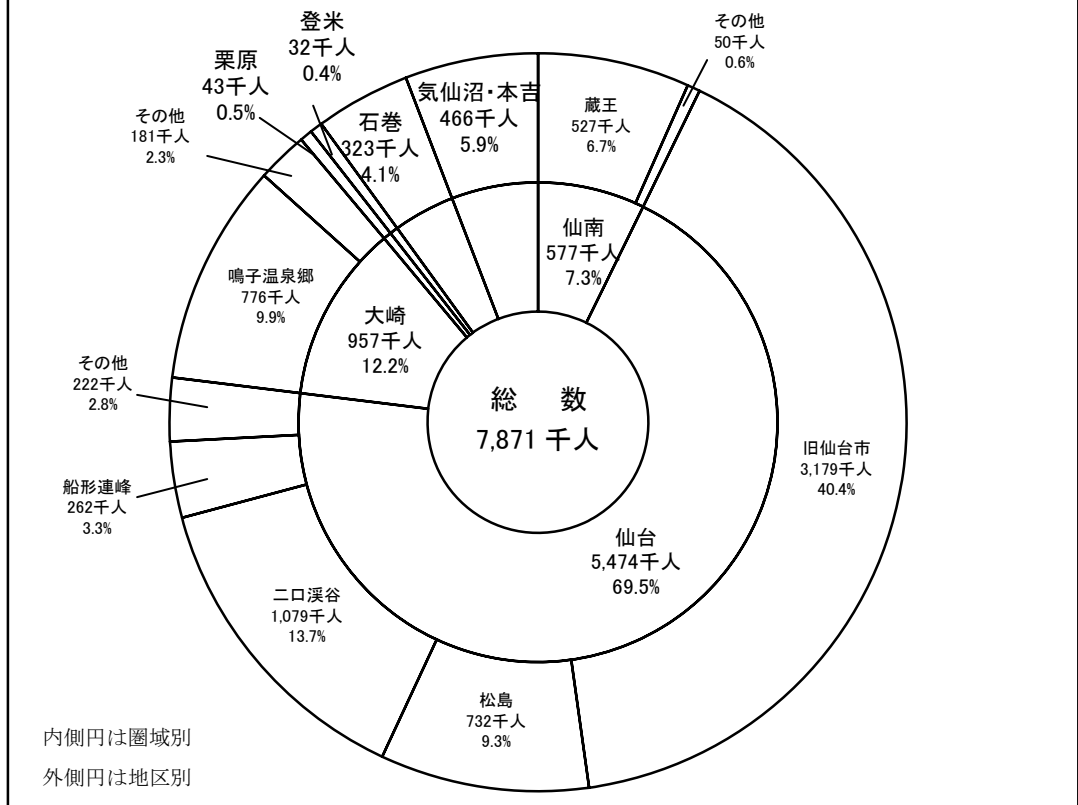 登米
32千人
0.4%
栗原
43千人
0.5%
その他
181千人
2.3%
石巻
323千人
4.1%
気仙沼・本吉
466千人
5.9%
蔵王
527千人
6.7%
その他
50千人
0.6%
仙南
577千人
7.3%
鳴子温泉郷
776千人
9.9%
大崎
957千人
12.2%
その他
222千人
2.8%
総　数
7,871 千人
旧仙台市
3,179千人
40.4%
船形連峰
262千人
3.3%
仙台
5,474千人
69.5%
二口渓谷
1,079千人
13.7%
松島
732千人
9.3%
内側円は圏域別
外側円は地区別